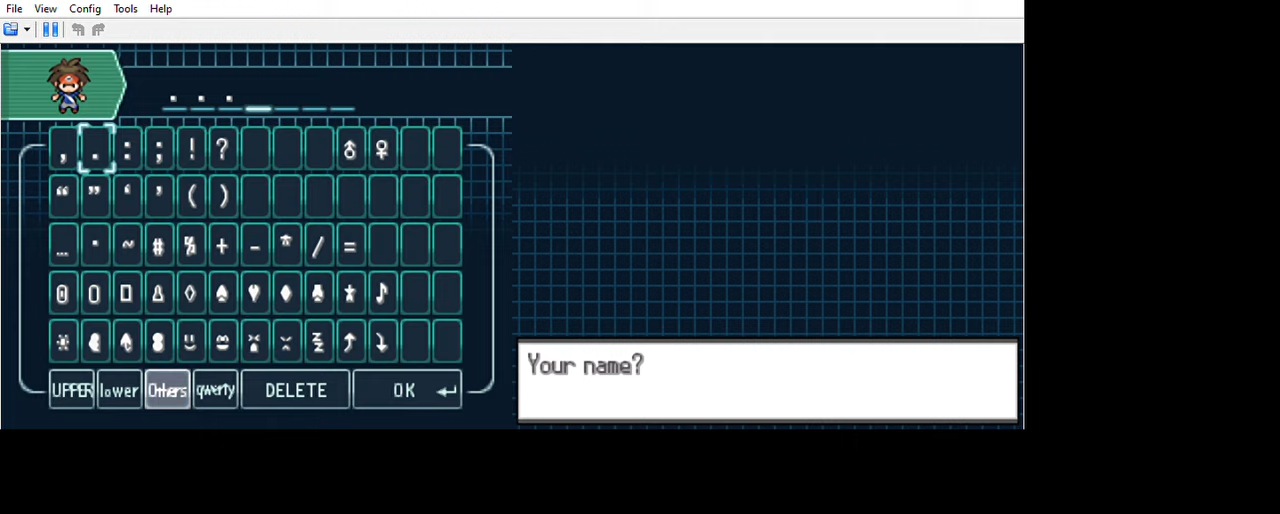 File View Config Tools Help
. . .
, . : ; ! ? ♂ ♀
“ ” ‘ ’ ( )
… · ~ # % + - * / =
◎ ○ □ △ ◇ ♠ ♥ ♦ ♣ ★ ♪
☀ ☁ ☂ ☃ ⤴ ⤵
UPPER lower Others qwerty DELETE OK
Your name?